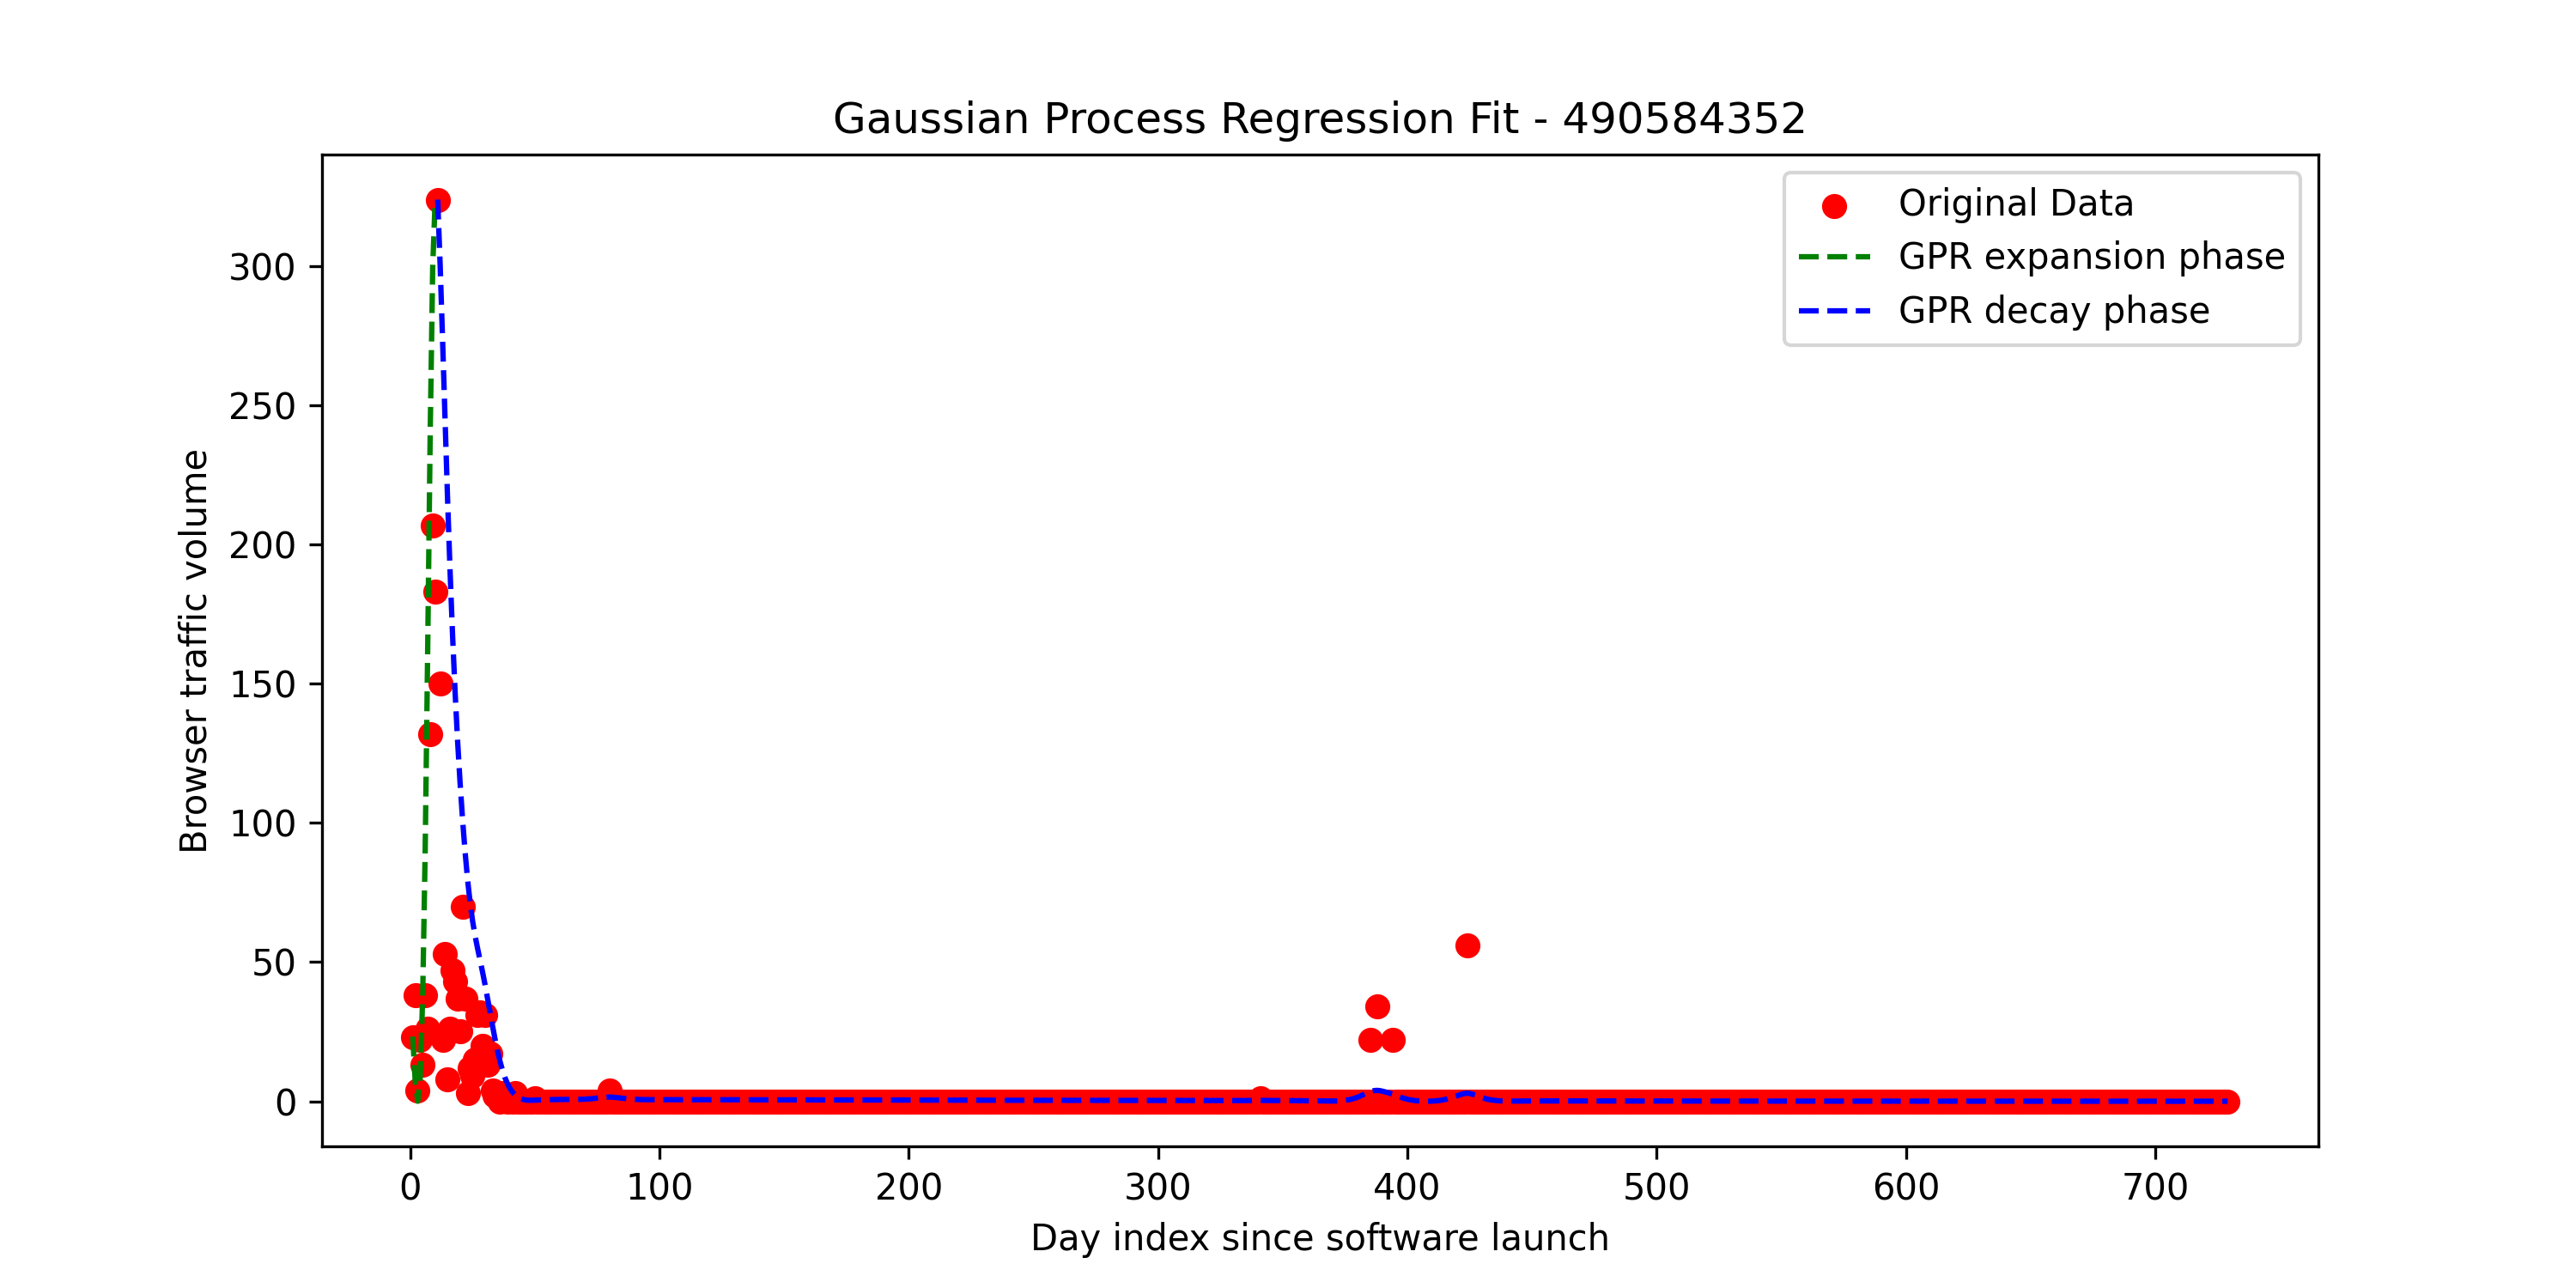 Gaussian Process Regression Fit - 490584352
Original Data
GPR expansion phase
GPR decay phase
Browser traffic volume
300
250
200
150
100
50
0
0 100 200 300 400 500 600 700
Day index since software launch